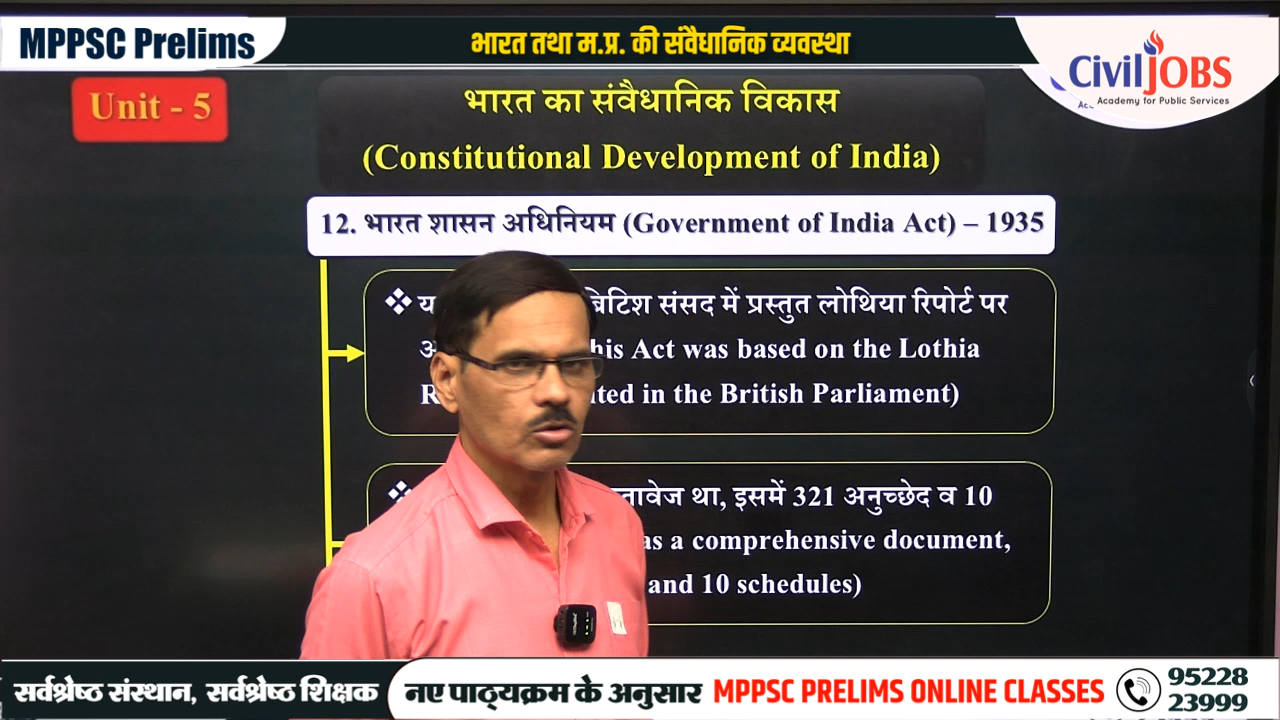 MPPSC Prelims
भारत तथा म.प्र. की संवैधानिक व्यवस्था
CivilJOBS
Academy for Public Services
Unit - 5
भारत का संवैधानिक विकास
(Constitutional Development of India)
12. भारत शासन अधिनियम (Government of India Act) – 1935
ब्रिटिश संसद में प्रस्तुत लोथिया रिपोर्ट पर
his Act was based on the Lothia
ted in the British Parliament)
था, इसमें 321 अनुच्छेद व 10
as a comprehensive document,
and 10 schedules)
सर्वश्रेष्ठ संस्थान, सर्वश्रेष्ठ शिक्षक
नए पाठ्यक्रम के अनुसार MPPSC PRELIMS ONLINE CLASSES
95228
23999